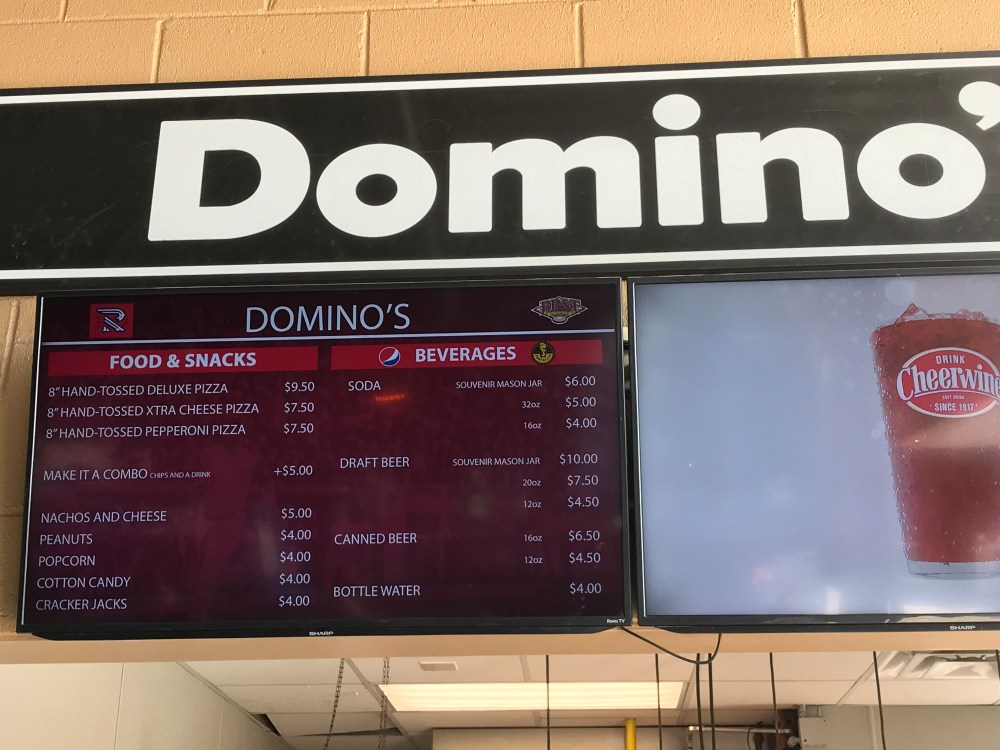 Domino's
R
DOMINO'S
FOOD & SNACKS
8" HAND-TOSSED DELUXE PIZZA $9.50
8" HAND-TOSSED XTRA CHEESE PIZZA $7.50
8" HAND-TOSSED PEPPERONI PIZZA $7.50
MAKE IT A COMBO CHIPS AND A DRINK +$5.00
NACHOS AND CHEESE $5.00
PEANUTS $4.00
POPCORN $4.00
COTTON CANDY $4.00
CRACKER JACKS $4.00
BEVERAGES
SODA SOUVENIR MASON JAR $6.00
32oz $5.00
16oz $4.00
DRAFT BEER SOUVENIR MASON JAR $10.00
20oz $7.50
12oz $4.50
CANNED BEER 16oz $6.50
12oz $4.50
BOTTLE WATER $4.00
SHARP
Roku TV
DRINK
Cheerwine
SOFT DRINK
• SINCE 1917 •
SHARP